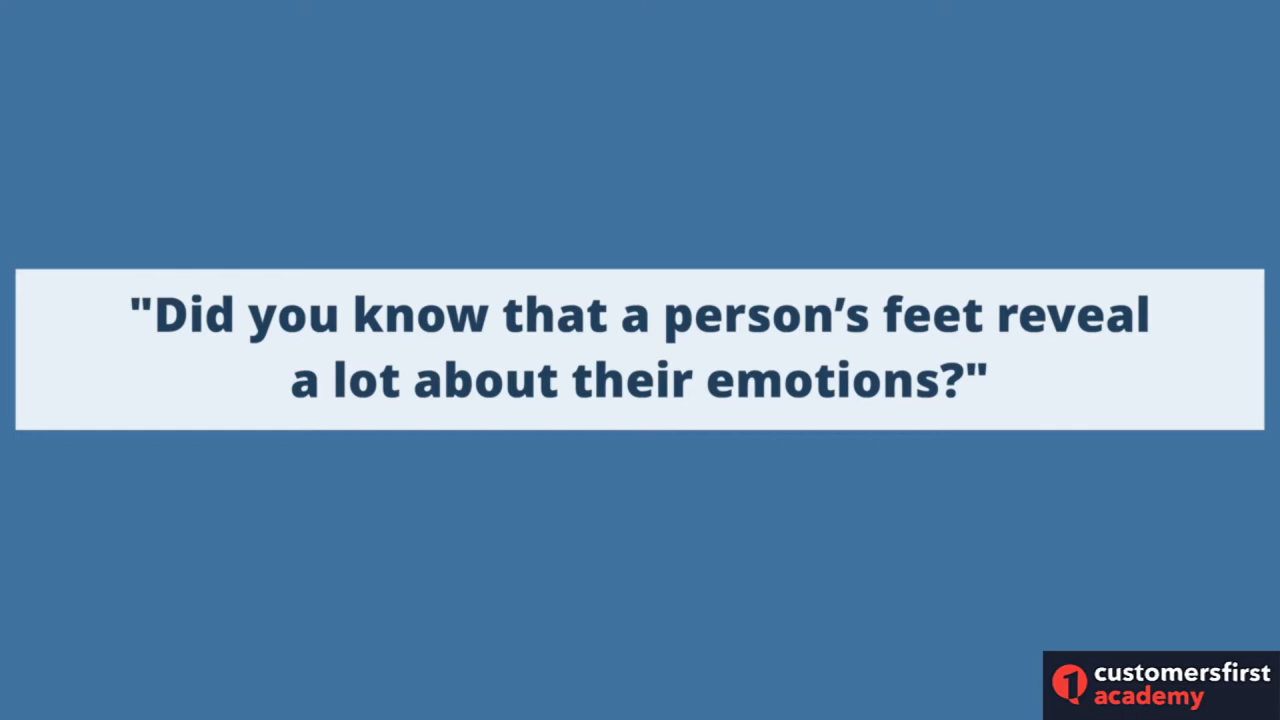 "Did you know that a person’s feet reveal
a lot about their emotions?"
customersfirst
academy